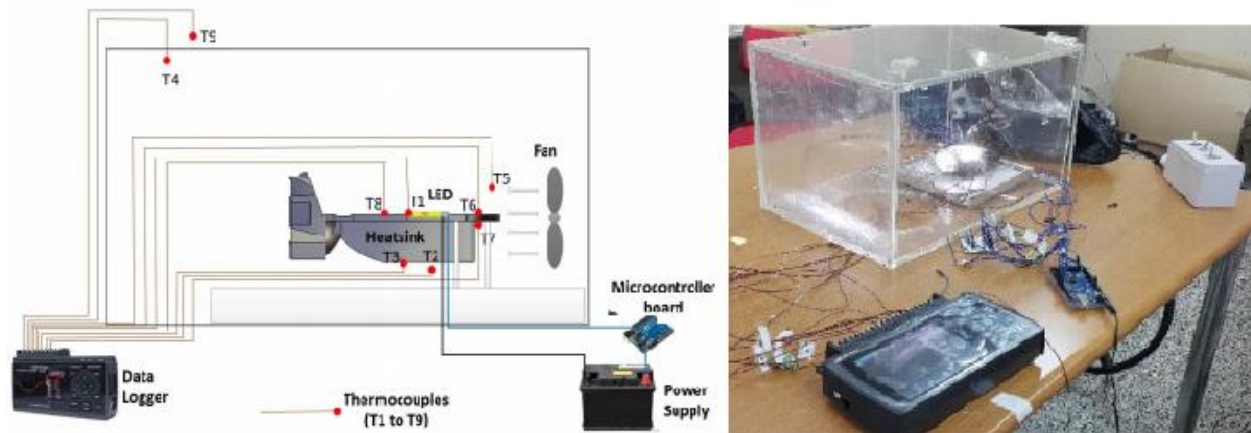 T9
T4
Fan
T5
LED
T8
T1
T6
T7
Heatsink
T3
T2
Microcontroller
board
Data
Logger
Thermocouples
(T1 to T9)
Power
Supply